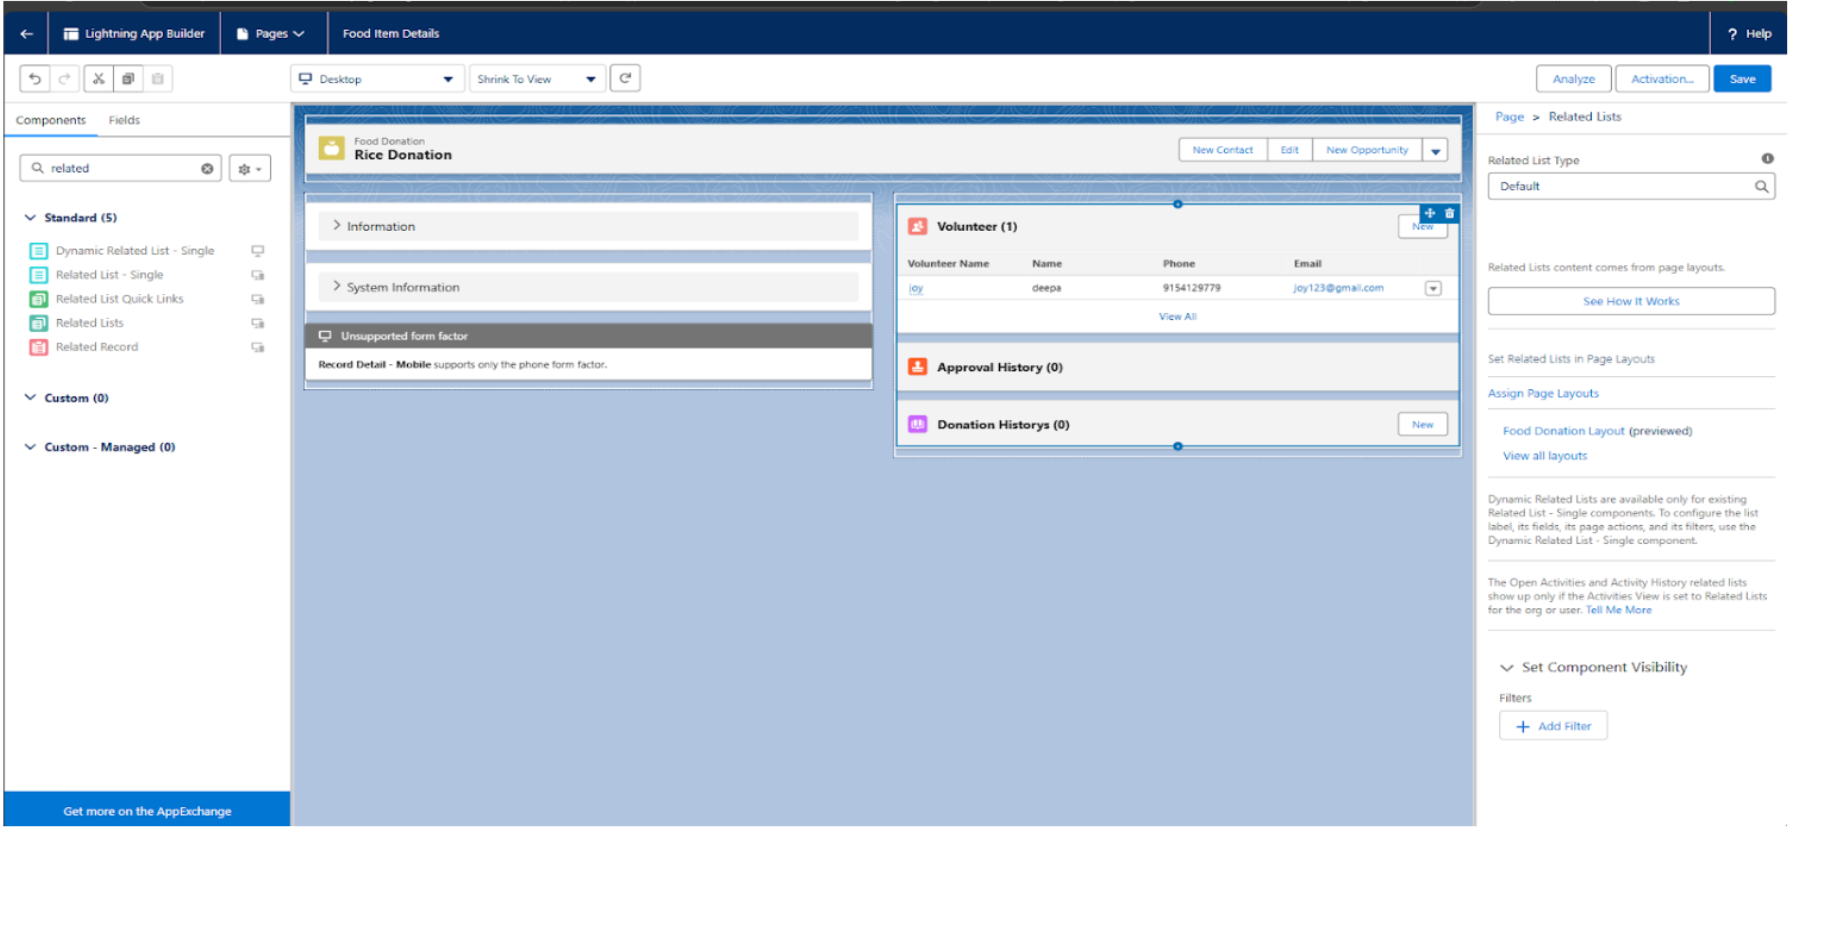 Lightning App Builder
Pages
Food Item Details
? Help
Desktop
Shrink To View
Analyze
Activation...
Save
Components
Fields
related
Standard (5)
Dynamic Related List - Single
Related List - Single
Related List Quick Links
Related Lists
Related Record
Custom (0)
Custom - Managed (0)
Get more on the AppExchange
Food Donation
Rice Donation
New Contact
Edit
New Opportunity
Information
System Information
Unsupported form factor
Record Detail - Mobile supports only the phone form factor.
Volunteer (1)
New
Volunteer Name
Name
Phone
Email
joy
deepa
9154129779
joy123@gmail.com
View All
Approval History (0)
Donation Historys (0)
New
Page > Related Lists
Related List Type
Default
Related Lists content comes from page layouts.
See How It Works
Set Related Lists in Page Layouts
Assign Page Layouts
Food Donation Layout (previewed)
View all layouts
Dynamic Related Lists are available only for existing
Related List - Single components. To configure the list
label, its fields, its page actions, and its filters, use the
Dynamic Related List - Single component.
The Open Activities and Activity History related lists
show up only if the Activities View is set to Related Lists
for the org or user. Tell Me More
Set Component Visibility
Filters
+ Add Filter